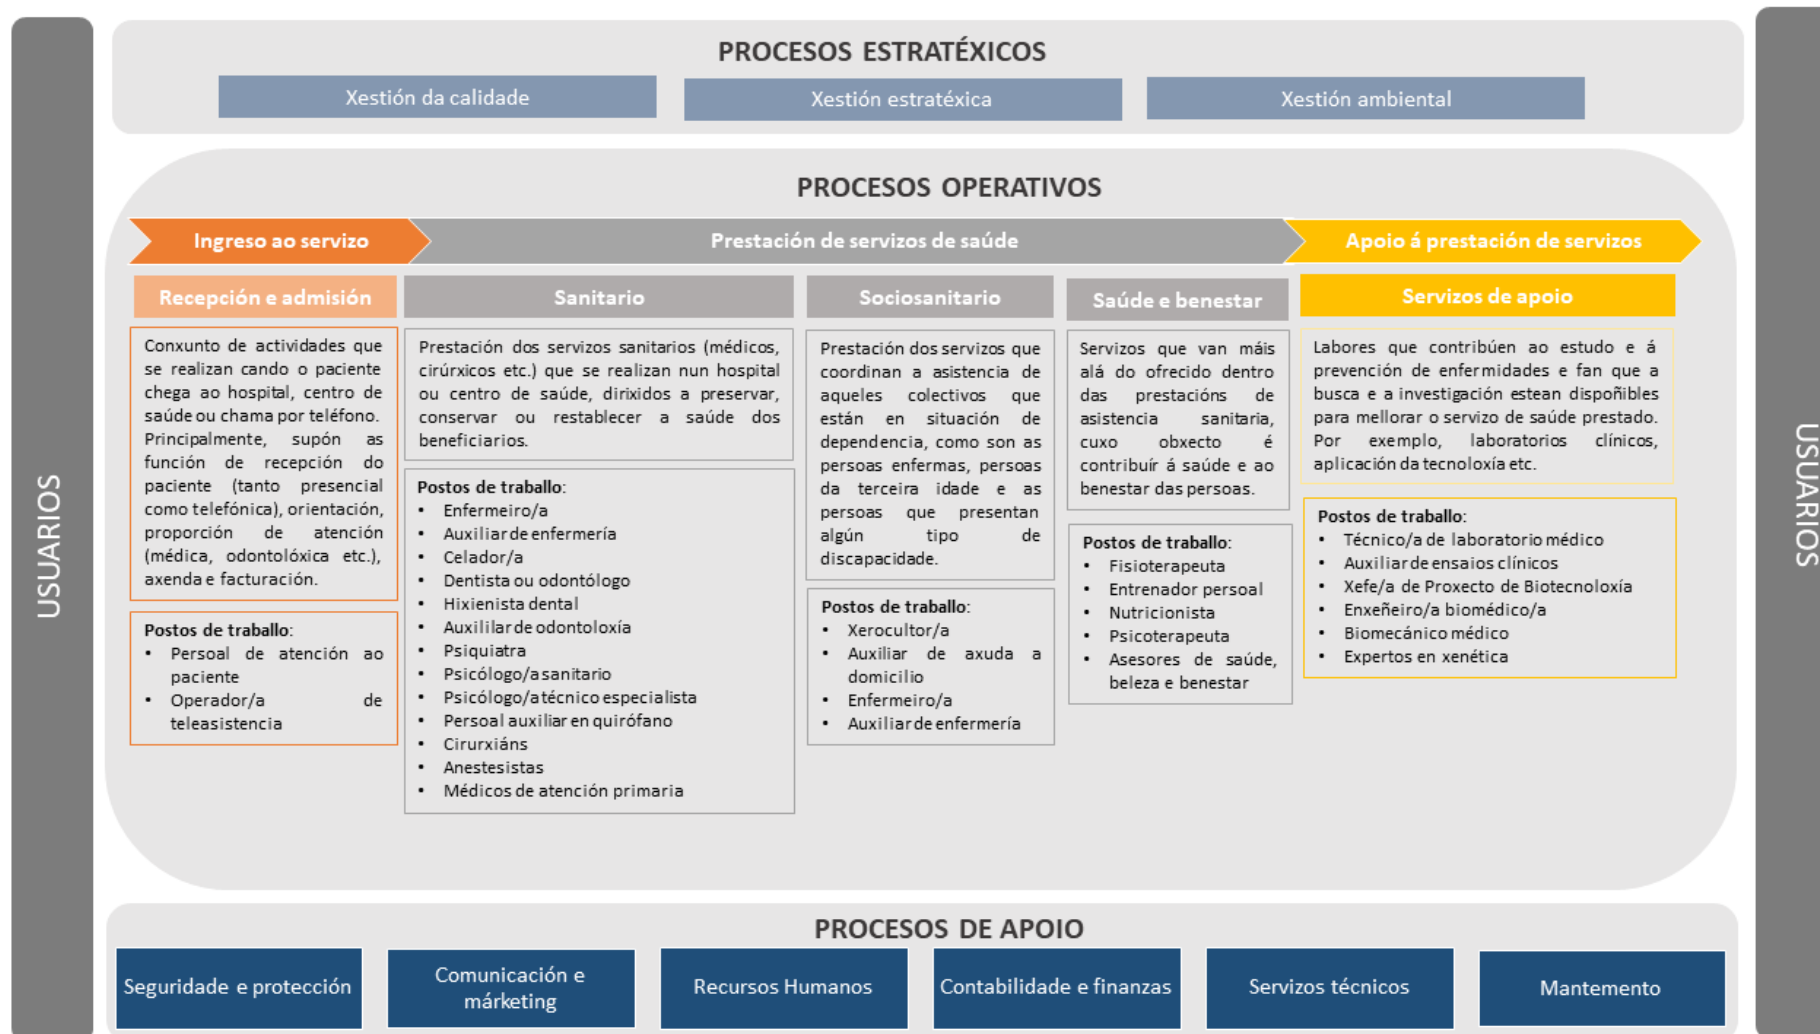 USUARIOS
PROCESOS ESTRATÉXICOS
Xestión da calidade
Xestión estratéxica
Xestión ambiental
PROCESOS OPERATIVOS
Ingreso ao servizo
Prestación de servizos de saúde
Apoio á prestación de servizos
Recepción e admisión
Conxunto de actividades que
se realizan cando o paciente
chega ao hospital, centro de
saúde ou chama por teléfono.
Principalmente, supón as
función de recepción do
paciente (tanto presencial
como telefónica), orientación,
proporción de atención
(médica, odontolóxica etc.),
axenda e facturación.
Postos de traballo:
• Persoal de atención ao
paciente
• Operador/a de
teleasistencia
Sanitario
Prestación dos servizos sanitarios (médicos,
cirúrxicos etc.) que se realizan nun hospital
ou centro de saúde, dirixidos a preservar,
conservar ou restablecer a saúde dos
beneficiarios.
Postos de traballo:
• Enfermeiro/a
• Auxiliar de enfermería
• Celador/a
• Dentista ou odontólogo
• Hixienista dental
• Auxililar de odontoloxía
• Psiquiatra
• Psicólogo/a sanitario
• Psicólogo/a técnico especialista
• Persoal auxiliar en quirófano
• Cirurxiáns
• Anestesistas
• Médicos de atención primaria
Sociosanitario
Prestación dos servizos que
coordinan a asistencia de
aqueles colectivos que
están en situación de
dependencia, como son as
persoas enfermas, persoas
da terceira idade e as
persoas que presentan
algún tipo de
discapacidade.
Postos de traballo:
• Xerocultor/a
• Auxiliar de axuda a
domicilio
• Enfermeiro/a
• Auxiliar de enfermería
Saúde e benestar
Servizos que van máis
alá do ofrecido dentro
das prestacións de
asistencia sanitaria,
cuxo obxecto é
contribuír á saúde e ao
benestar das persoas.
Postos de traballo:
• Fisioterapeuta
• Entrenador persoal
• Nutricionista
• Psicoterapeuta
• Asesores de saúde,
beleza e benestar
Servizos de apoio
Labores que contribúen ao estudo e á
prevención de enfermidades e fan que a
busca e a investigación estean dispoñibles
para mellorar o servizo de saúde prestado.
Por exemplo, laboratorios clínicos,
aplicación da tecnoloxía etc.
Postos de traballo:
• Técnico/a de laboratorio médico
• Auxiliar de ensaios clínicos
• Xefe/a de Proxecto de Biotecnoloxía
• Enxeñeiro/a biomédico/a
• Biomecánico médico
• Expertos en xenética
PROCESOS DE APOIO
Seguridade e protección
Comunicación e
márketing
Recursos Humanos
Contabilidade e finanzas
Servizos técnicos
Mantemento
USUARIOS